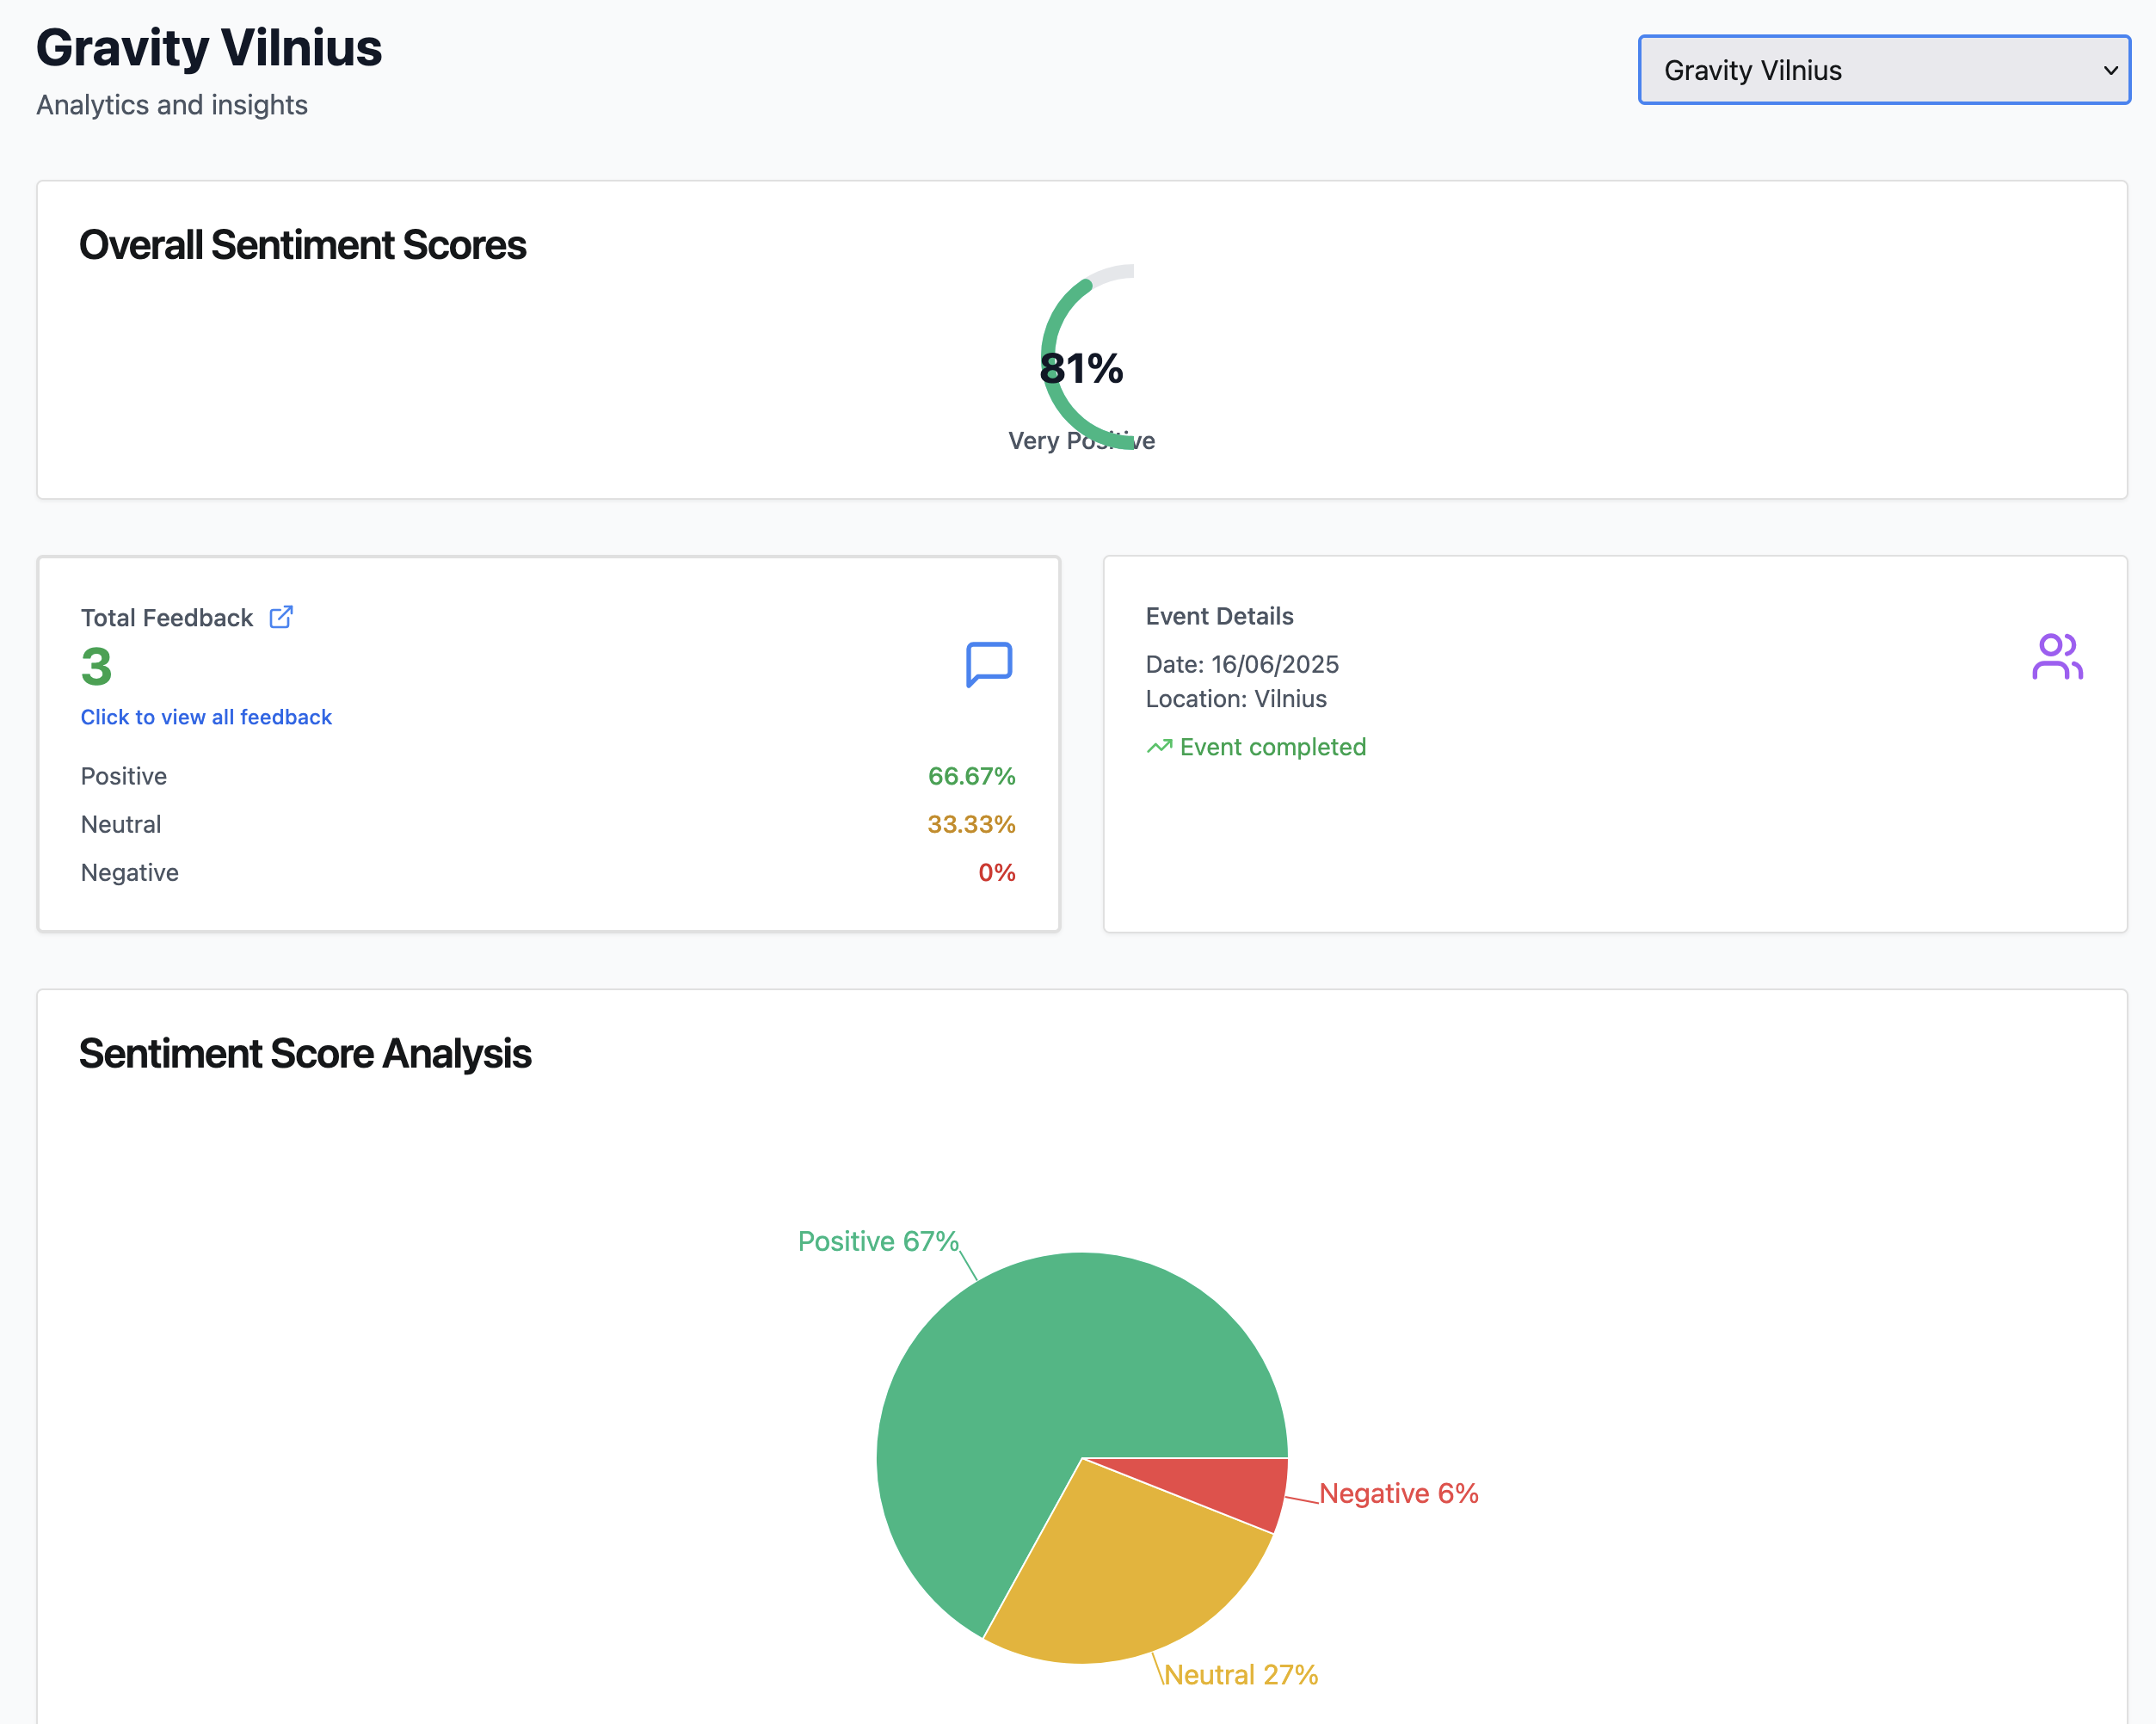 Gravity Vilnius
Analytics and insights
Gravity Vilnius
Overall Sentiment Scores
81%
Very Positive
Total Feedback
3
Click to view all feedback
Positive 66.67%
Neutral 33.33%
Negative 0%
Event Details
Date: 16/06/2025
Location: Vilnius
Event completed
Sentiment Score Analysis
Positive 67%
Negative 6%
Neutral 27%